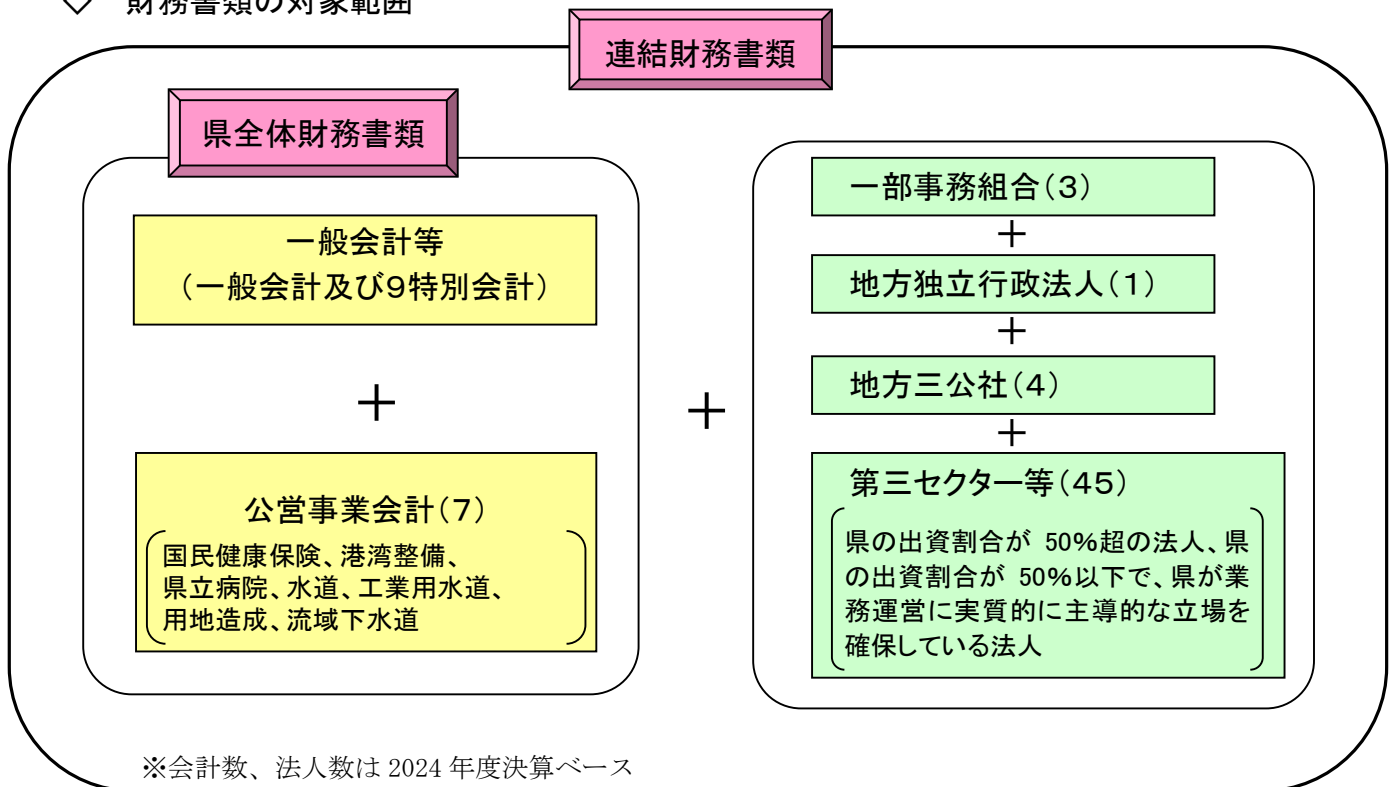 ◇ 財務書類の対象範囲
連結財務書類
県全体財務書類
一般会計等
(一般会計及び9特別会計)
+
公営事業会計(7)
国民健康保険、港湾整備、
県立病院、水道、工業用水道、
用地造成、流域下水道
+
一部事務組合(3)
+
地方独立行政法人(1)
+
地方三公社(4)
+
第三セクター等(45)
県の出資割合が 50%超の法人、県
の出資割合が 50%以下で、県が業
務運営に実質的に主導的な立場を
確保している法人
※会計数、法人数は 2024 年度決算ベース